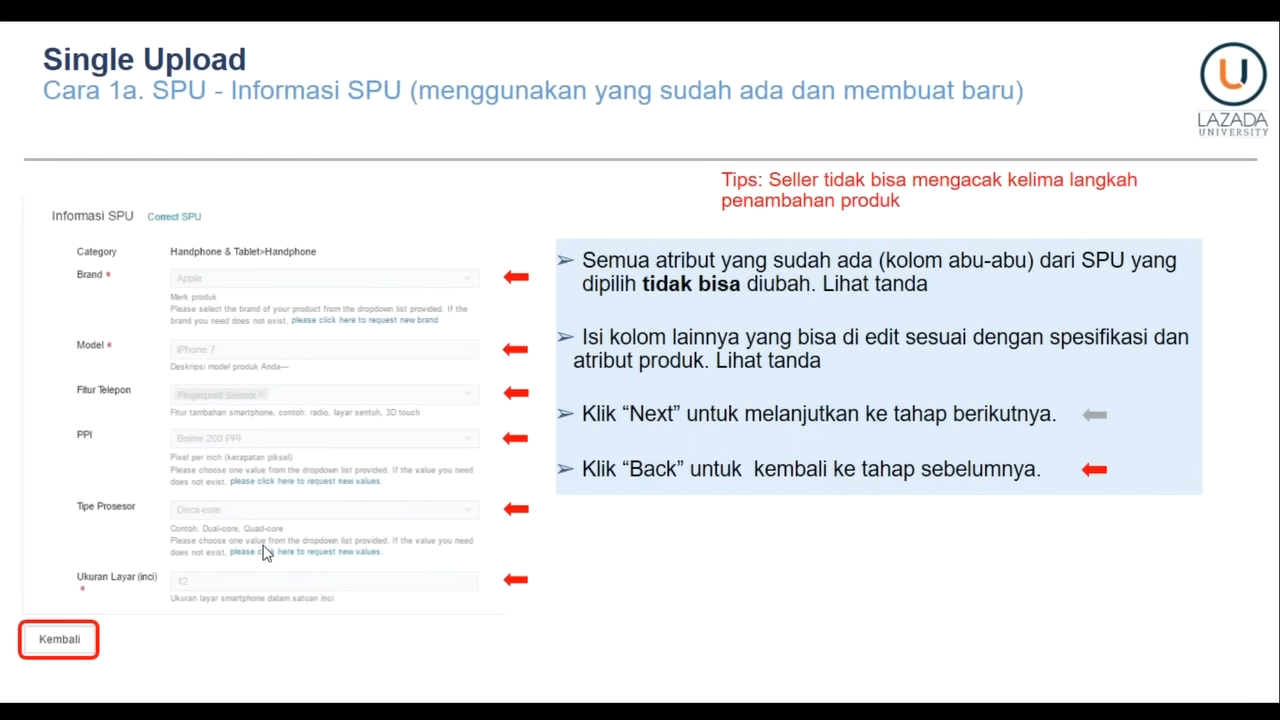 Single Upload
Cara 1a. SPU - Informasi SPU (menggunakan yang sudah ada dan membuat baru)
LAZADA
UNIVERSITY
Tips: Seller tidak bisa mengacak kelima langkah
penambahan produk
Informasi SPU Correct SPU
Category Handphone & Tablet>Handphone
Brand * Apple
Merk produk
Please select the brand of your product from the dropdown list provided. If the
brand you need does not exist, please click here to request new brand
Model * iPhone 7
Deskripsi model produk Anda—
Fitur Telepon Fingerprint Sensor X
Fitur tambahan smartphone, contoh: radio, layar sentuh, 3D touch
PPI Below 200 PPI
Pixel per inch (kerapatan piksel)
Please choose one value from the dropdown list provided. If the value you need
does not exist, please click here to request new values.
Tipe Prosesor Deca-core
Contoh: Dual-core, Quad-core
Please choose one value from the dropdown list provided. If the value you need
does not exist, please click here to request new values.
Ukuran Layar (inci) * 12
Ukuran layar smartphone dalam satuan inci
Kembali
➢ Semua atribut yang sudah ada (kolom abu-abu) dari SPU yang
dipilih tidak bisa diubah. Lihat tanda
➢ Isi kolom lainnya yang bisa di edit sesuai dengan spesifikasi dan
atribut produk. Lihat tanda
➢ Klik “Next” untuk melanjutkan ke tahap berikutnya.
➢ Klik “Back” untuk kembali ke tahap sebelumnya.